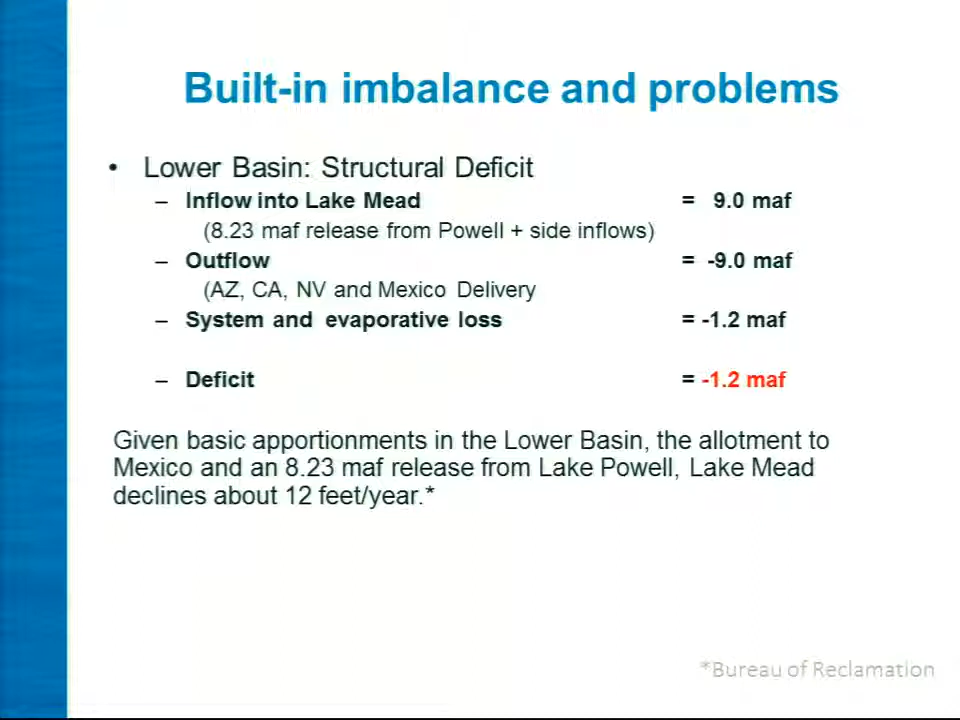 Built-in imbalance and problems
• Lower Basin: Structural Deficit
– Inflow into Lake Mead = 9.0 maf
(8.23 maf release from Powell + side inflows)
– Outflow = -9.0 maf
(AZ, CA, NV and Mexico Delivery
– System and evaporative loss = -1.2 maf
– Deficit = -1.2 maf
Given basic apportionments in the Lower Basin, the allotment to
Mexico and an 8.23 maf release from Lake Powell, Lake Mead
declines about 12 feet/year.*
*Bureau of Reclamation